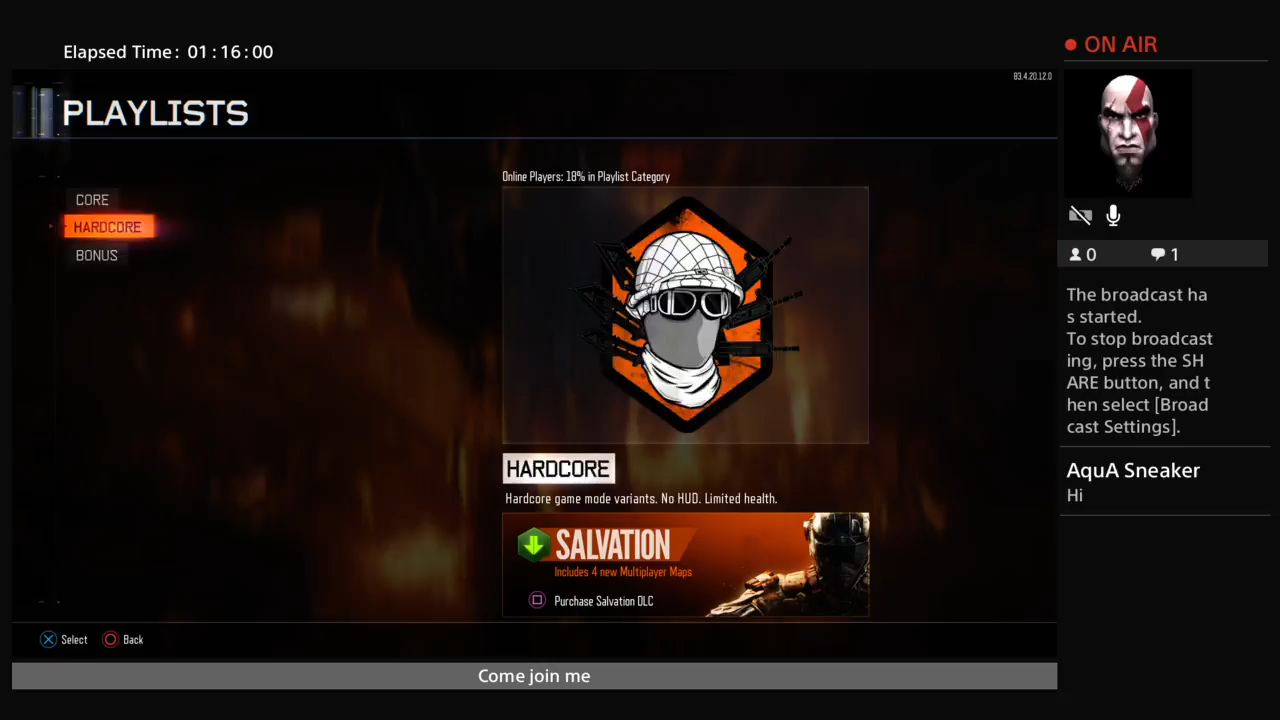 Elapsed Time: 01:16:00
ON AIR
83.4.20.12.0
PLAYLISTS
Online Players: 18% in Playlist Category
CORE
HARDCORE
BONUS
0
1
The broadcast ha
s started.
To stop broadcast
ing, press the SH
ARE button, and t
hen select [Broad
cast Settings].
AquA Sneaker
Hi
HARDCORE
Hardcore game mode variants. No HUD. Limited health.
SALVATION
Includes 4 new Multiplayer Maps
Purchase Salvation DLC
Select
Back
Come join me